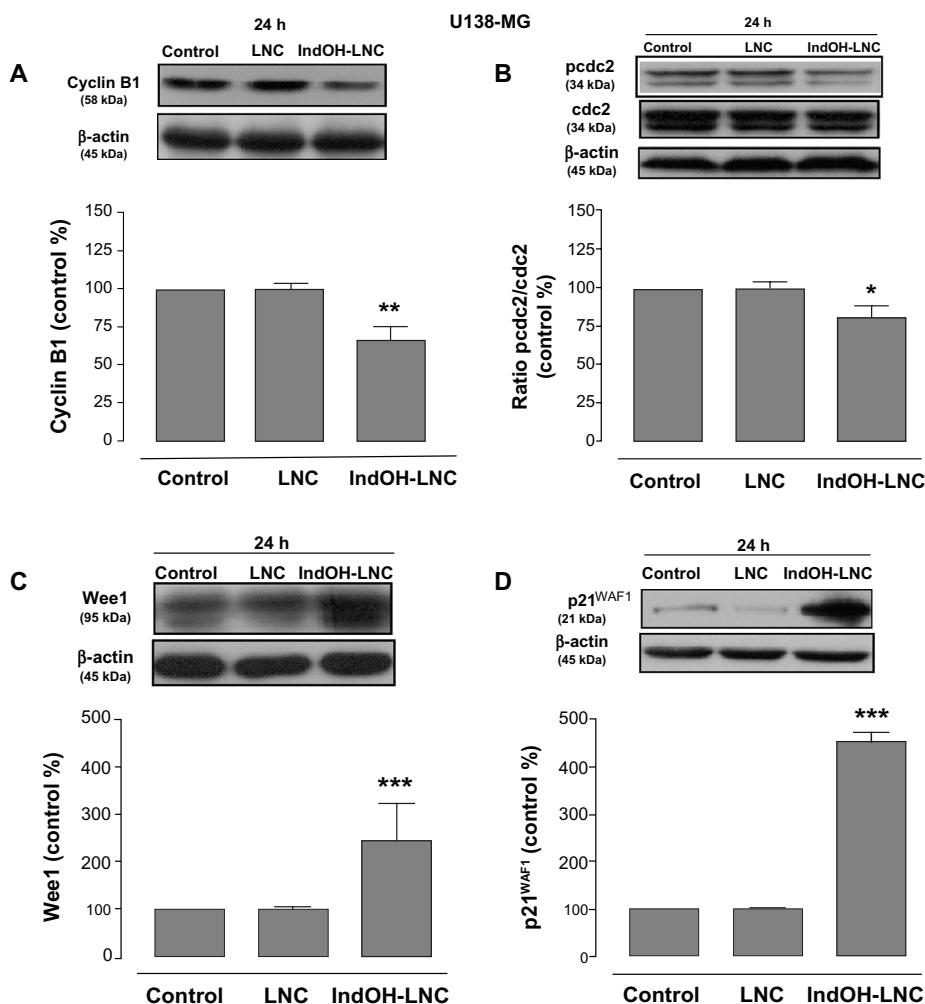 U138-MG
A
24 h
Control LNC IndOH-LNC
Cyclin B1
(58 kDa)
β-actin
(45 kDa)
Cyclin B1 (control %)
150
125
100
75
50
25
0
**
Control LNC IndOH-LNC
B
24 h
Control LNC IndOH-LNC
pcdc2
(34 kDa)
cdc2
(34 kDa)
β-actin
(45 kDa)
Ratio pcdc2/cdc2
(control %)
150
125
100
75
50
25
0
*
Control LNC IndOH-LNC
C
24 h
Control LNC IndOH-LNC
Wee1
(95 kDa)
β-actin
(45 kDa)
Wee1 (control %)
500
400
300
200
100
0
***
Control LNC IndOH-LNC
D
24 h
Control LNC IndOH-LNC
p21WAF1
(21 kDa)
β-actin
(45 kDa)
p21WAF1 (control %)
500
400
300
200
100
0
***
Control LNC IndOH-LNC